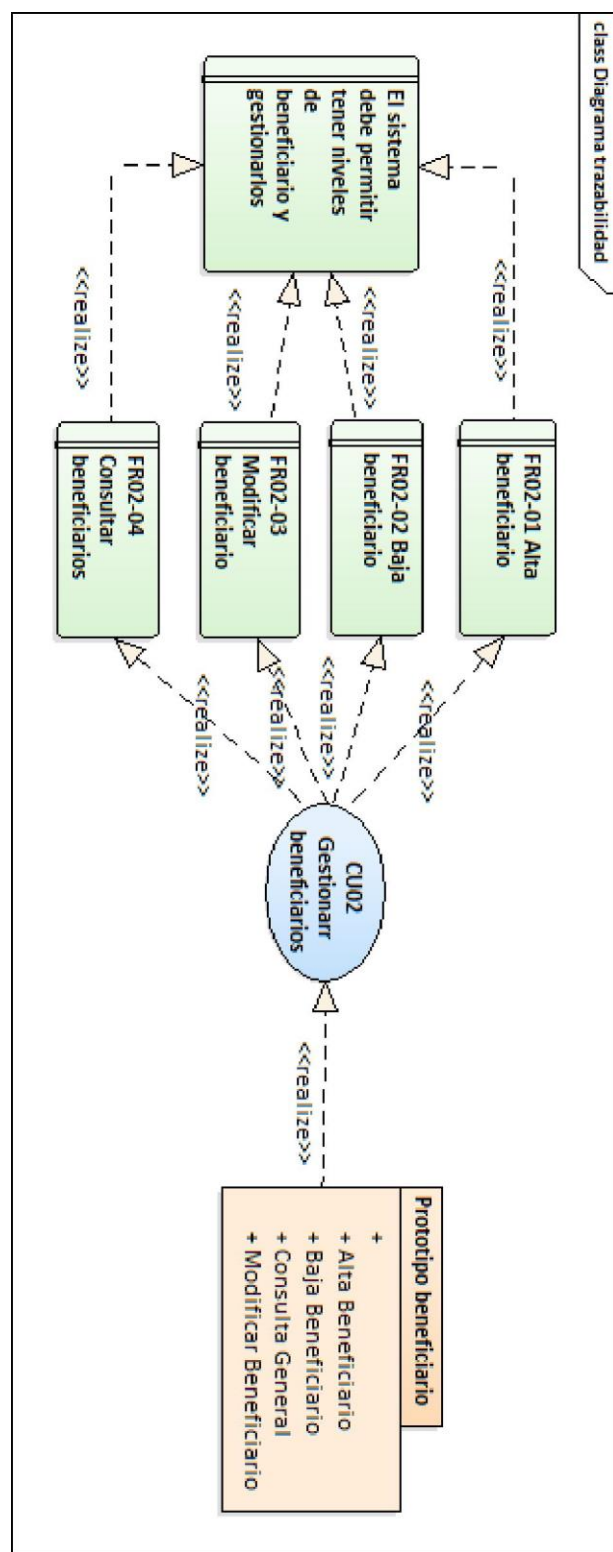 class Diagrama trazabilidad
El sistema
debe permitir
tener niveles
de
beneficiario y
gestionarlos
<<realize>>
<<realize>>
<<realize>>
<<realize>>
FR02-04
Consultar
beneficiarios
FR02-03
Modificar
beneficiario
FR02-02 Baja
beneficiario
FR02-01 Alta
beneficiario
<<realize>>
<<realize>>
<<realize>>
<<realize>>
CU02
Gestionarr
beneficiarios
<<realize>>
Prototipo beneficiario
+
+ Alta Beneficiario
+ Baja Beneficiario
+ Consulta General
+ Modificar Beneficiario